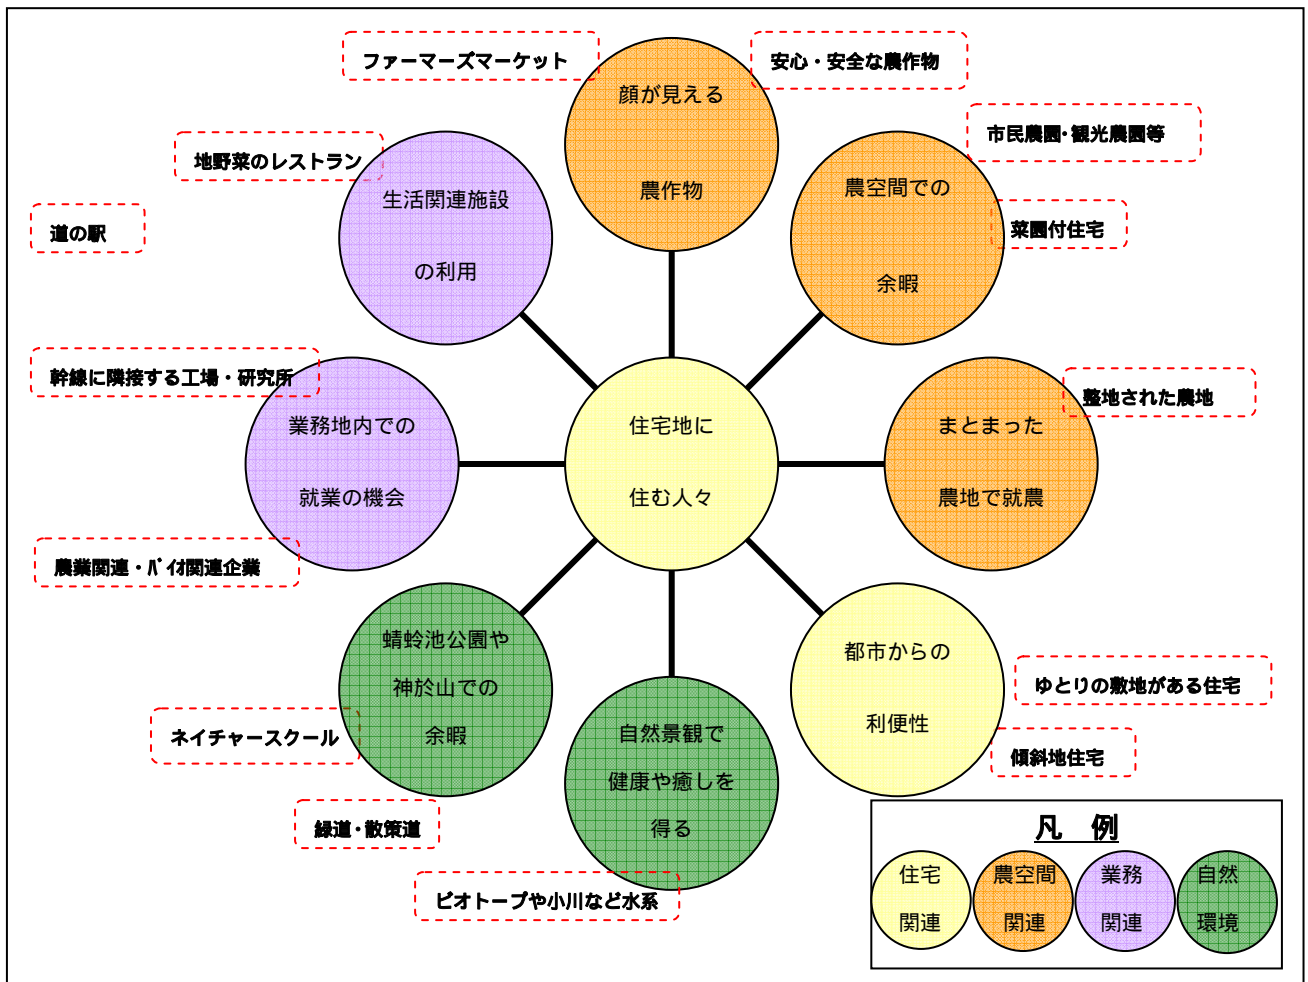 ファーマーズマーケット
安心・安全な農作物
顔が見える
農作物
市民農園・観光農園等
地野菜のレストラン
生活関連施設
の利用
農空間での
余暇
菜園付住宅
道の駅
幹線に隣接する工場・研究所
業務地内での
就業の機会
住宅地に
住む人々
まとまった
農地で就農
整地された農地
農業関連・ﾊﾞｲｵ関連企業
蜻蛉池公園や
神於山での
余暇
都市からの
利便性
ゆとりの敷地がある住宅
ネイチャースクール
自然景観で
健康や癒しを
得る
傾斜地住宅
緑道・散策道
ビオトープや小川など水系
凡　例
住宅
関連
農空間
関連
業務
関連
自然
環境